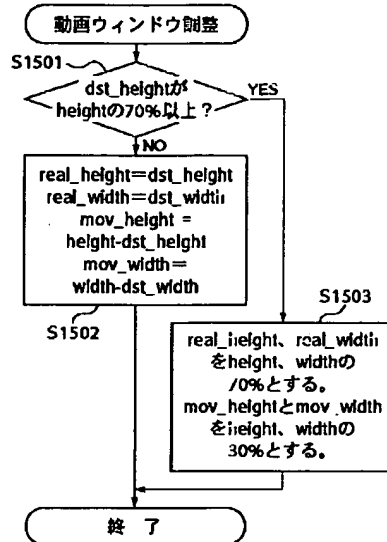 動画ウィンドウ調整
S1501
dst_heightが
heightの70%以上？
YES
NO
real_height=dst_height
real_width=dst_width
mov_height =
height-dst_height
mov_width=
width-dst_width
S1502
S1503
real_height、real_width
をheight、widthの
70%とする。
mov_heightとmov_width
をheight、widthの
30%とする。
終 了